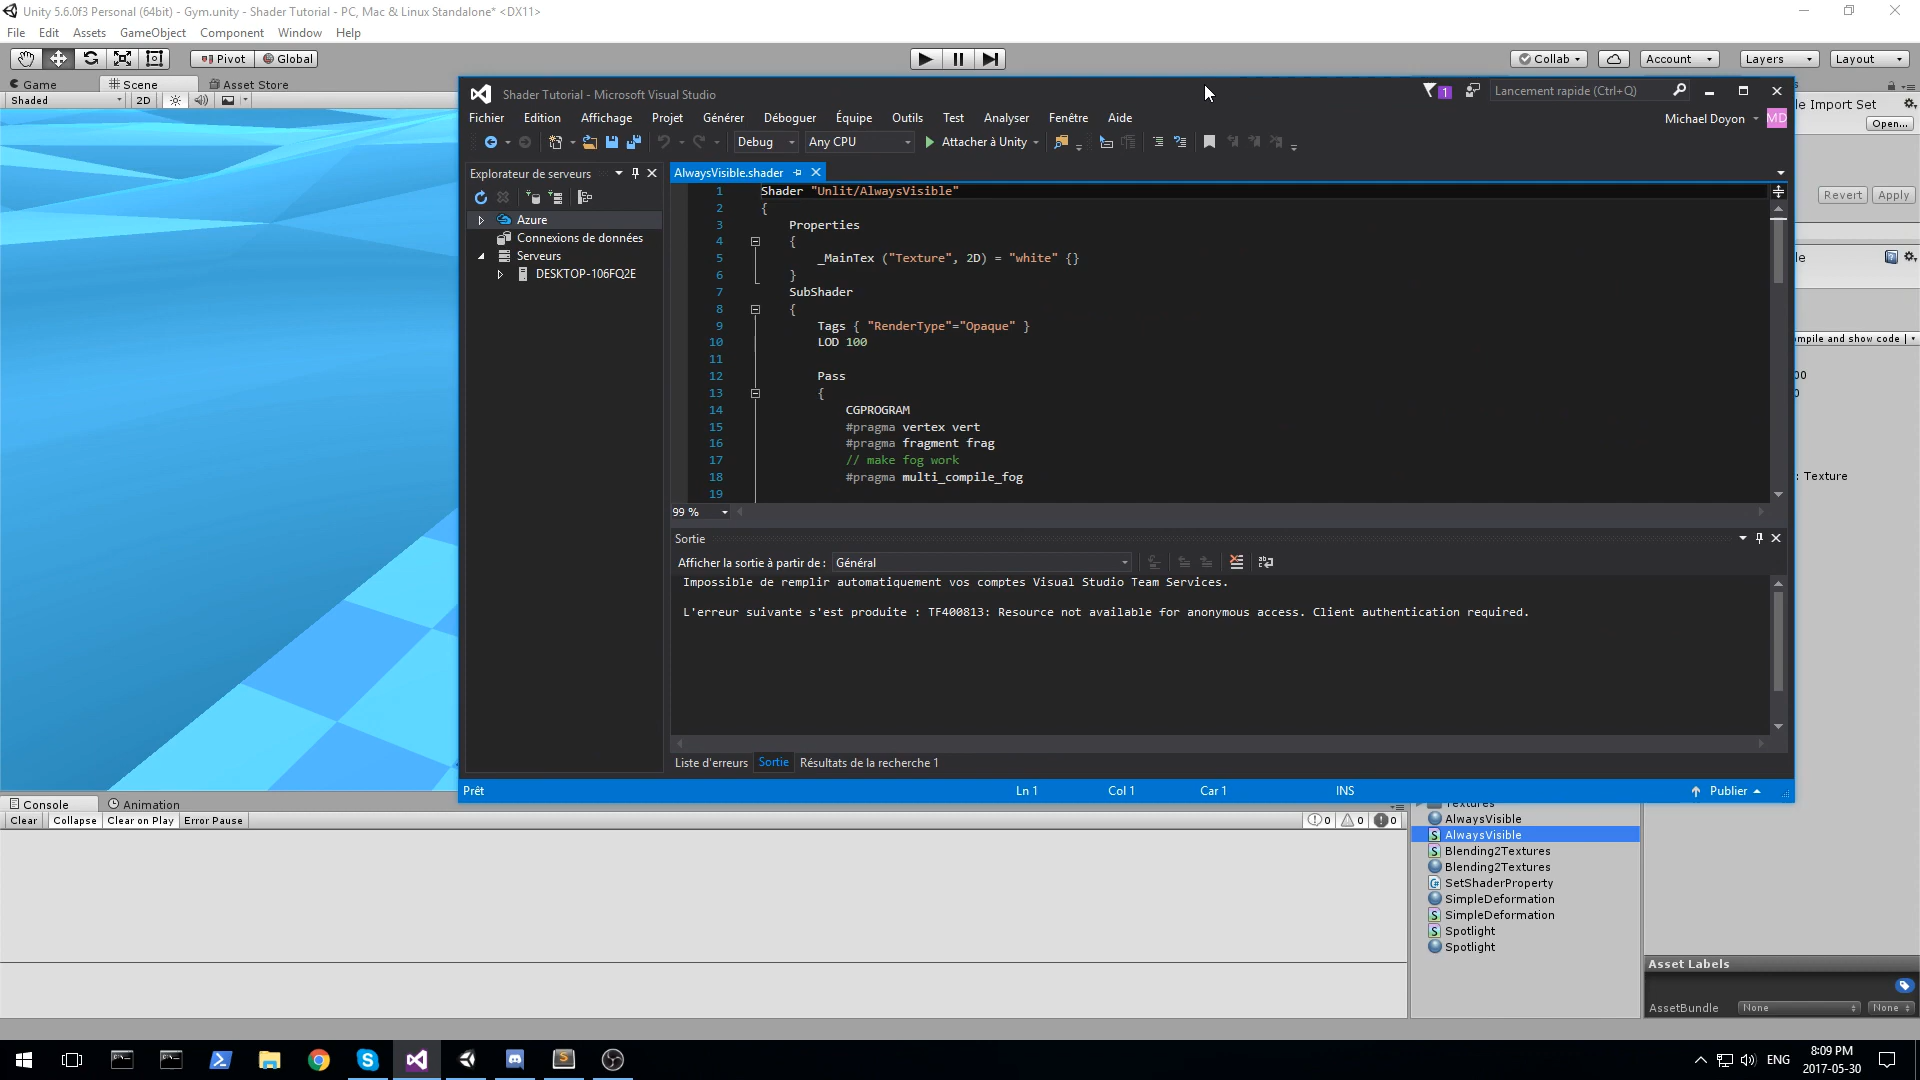 Unity 5.6.0f3 Personal (64bit) - Gym.unity - Shader Tutorial - PC, Mac & Linux Standalone* <DX11>
File Edit Assets GameObject Component Window Help
Pivot Global Collab Account Layers Layout
Game Scene Asset Store
Shaded 2D
Shader Tutorial - Microsoft Visual Studio
1 Lancement rapide (Ctrl+Q)
Fichier Edition Affichage Projet Générer Déboguer Équipe Outils Test Analyser Fenêtre Aide
Michael Doyon MD
Debug Any CPU Attacher à Unity
Explorateur de serveurs
Azure
Connexions de données
Serveurs
DESKTOP-106FQ2E
AlwaysVisible.shader
1 Shader "Unlit/AlwaysVisible"
2 {
3 Properties
4 {
5 _MainTex ("Texture", 2D) = "white" {}
6 }
7 SubShader
8 {
9 Tags { "RenderType"="Opaque" }
10 LOD 100
11
12 Pass
13 {
14 CGPROGRAM
15 #pragma vertex vert
16 #pragma fragment frag
17 // make fog work
18 #pragma multi_compile_fog
19
99 %
Sortie
Afficher la sortie à partir de : Général
Impossible de remplir automatiquement vos comptes Visual Studio Team Services.
L'erreur suivante s'est produite : TF400813: Resource not available for anonymous access. Client authentication required.
Liste d'erreurs Sortie Résultats de la recherche 1
Prêt Ln 1 Col 1 Car 1 INS Publier
le Import Set
Open...
Revert Apply
le
mpile and show code
00
0
: Texture
Console Animation
Clear Collapse Clear on Play Error Pause
0 0 0
Textures
AlwaysVisible
AlwaysVisible
Blending2Textures
Blending2Textures
SetShaderProperty
SimpleDeformation
SimpleDeformation
Spotlight
Spotlight
Asset Labels
AssetBundle None None
ENG
8:09 PM
2017-05-30